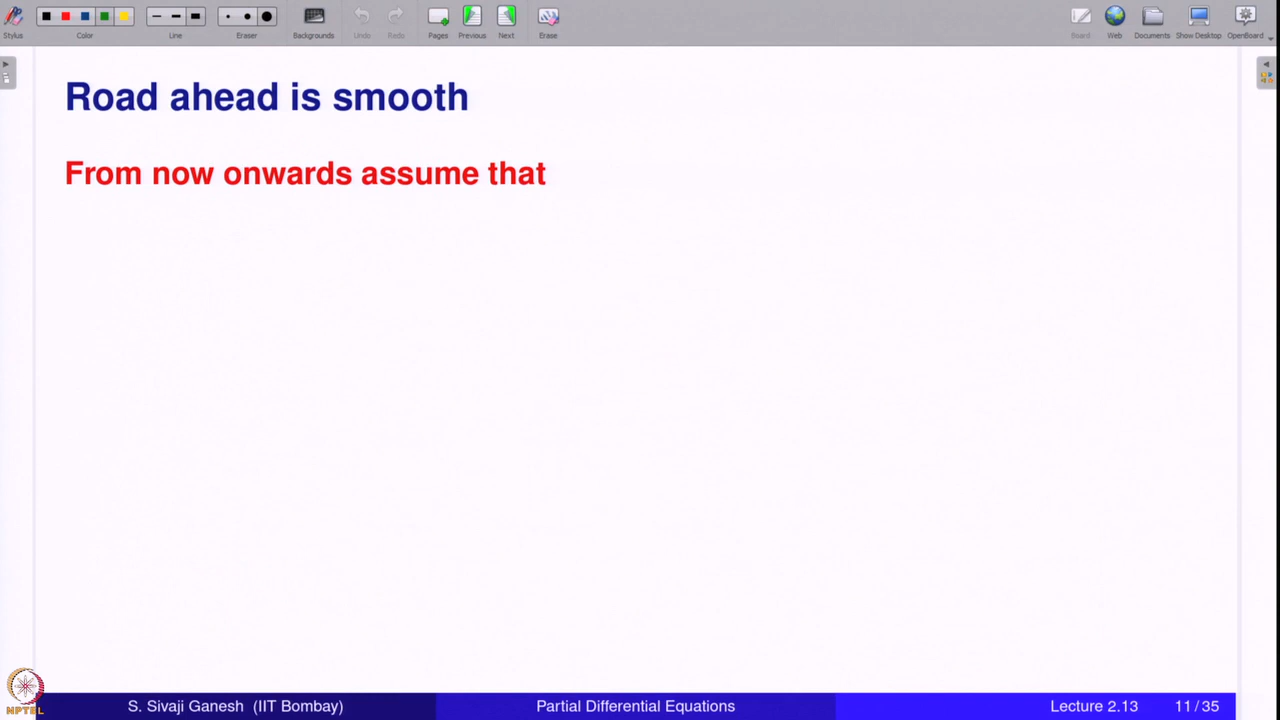 Stylus Color Line Eraser Backgrounds Undo Redo Pages Previous Next Erase Board Web Documents Show Desktop OpenBoard
Road ahead is smooth
From now onwards assume that
NPTEL
S. Sivaji Ganesh (IIT Bombay) Partial Differential Equations Lecture 2.13 11/35